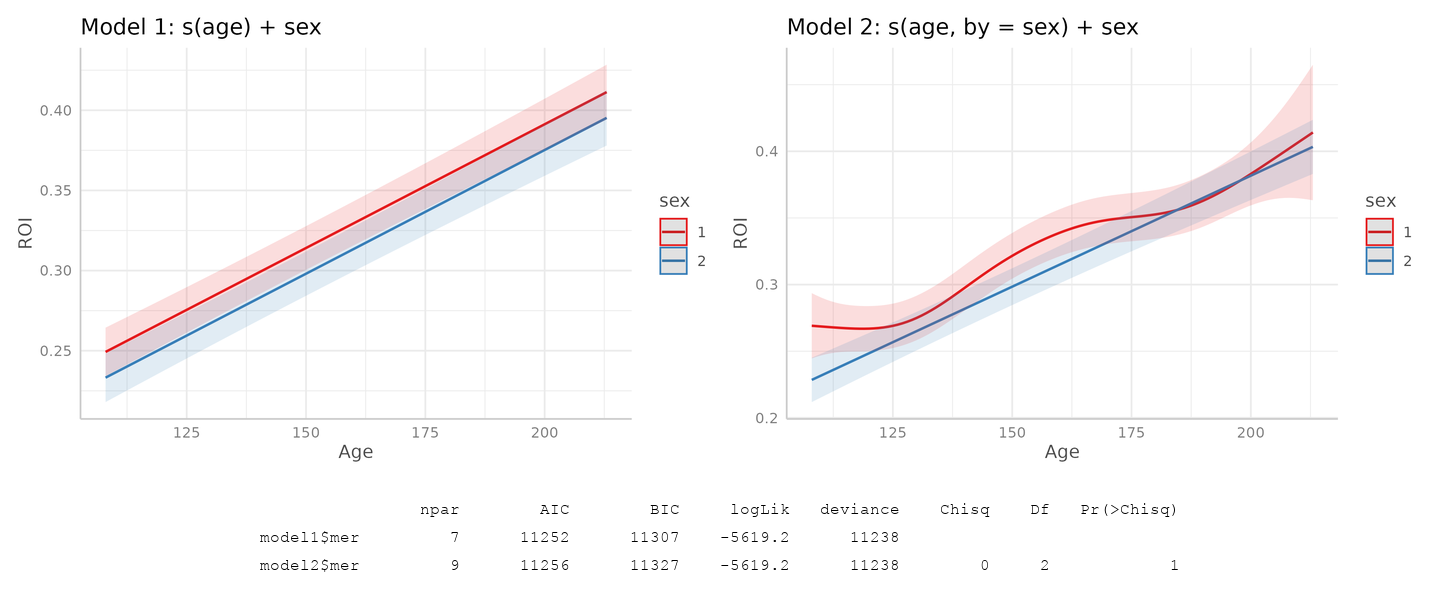 Model 1: s(age) + sex
0.40
0.35
0.30
0.25
ROI
125 150 175 200
Age
sex
1
2
Model 2: s(age, by = sex) + sex
0.4
0.3
0.2
ROI
125 150 175 200
Age
sex
1
2
npar AIC BIC logLik deviance Chisq Df Pr(>Chisq)
model1$mer 7 11252 11307 -5619.2 11238
model2$mer 9 11256 11327 -5619.2 11238 0 2 1